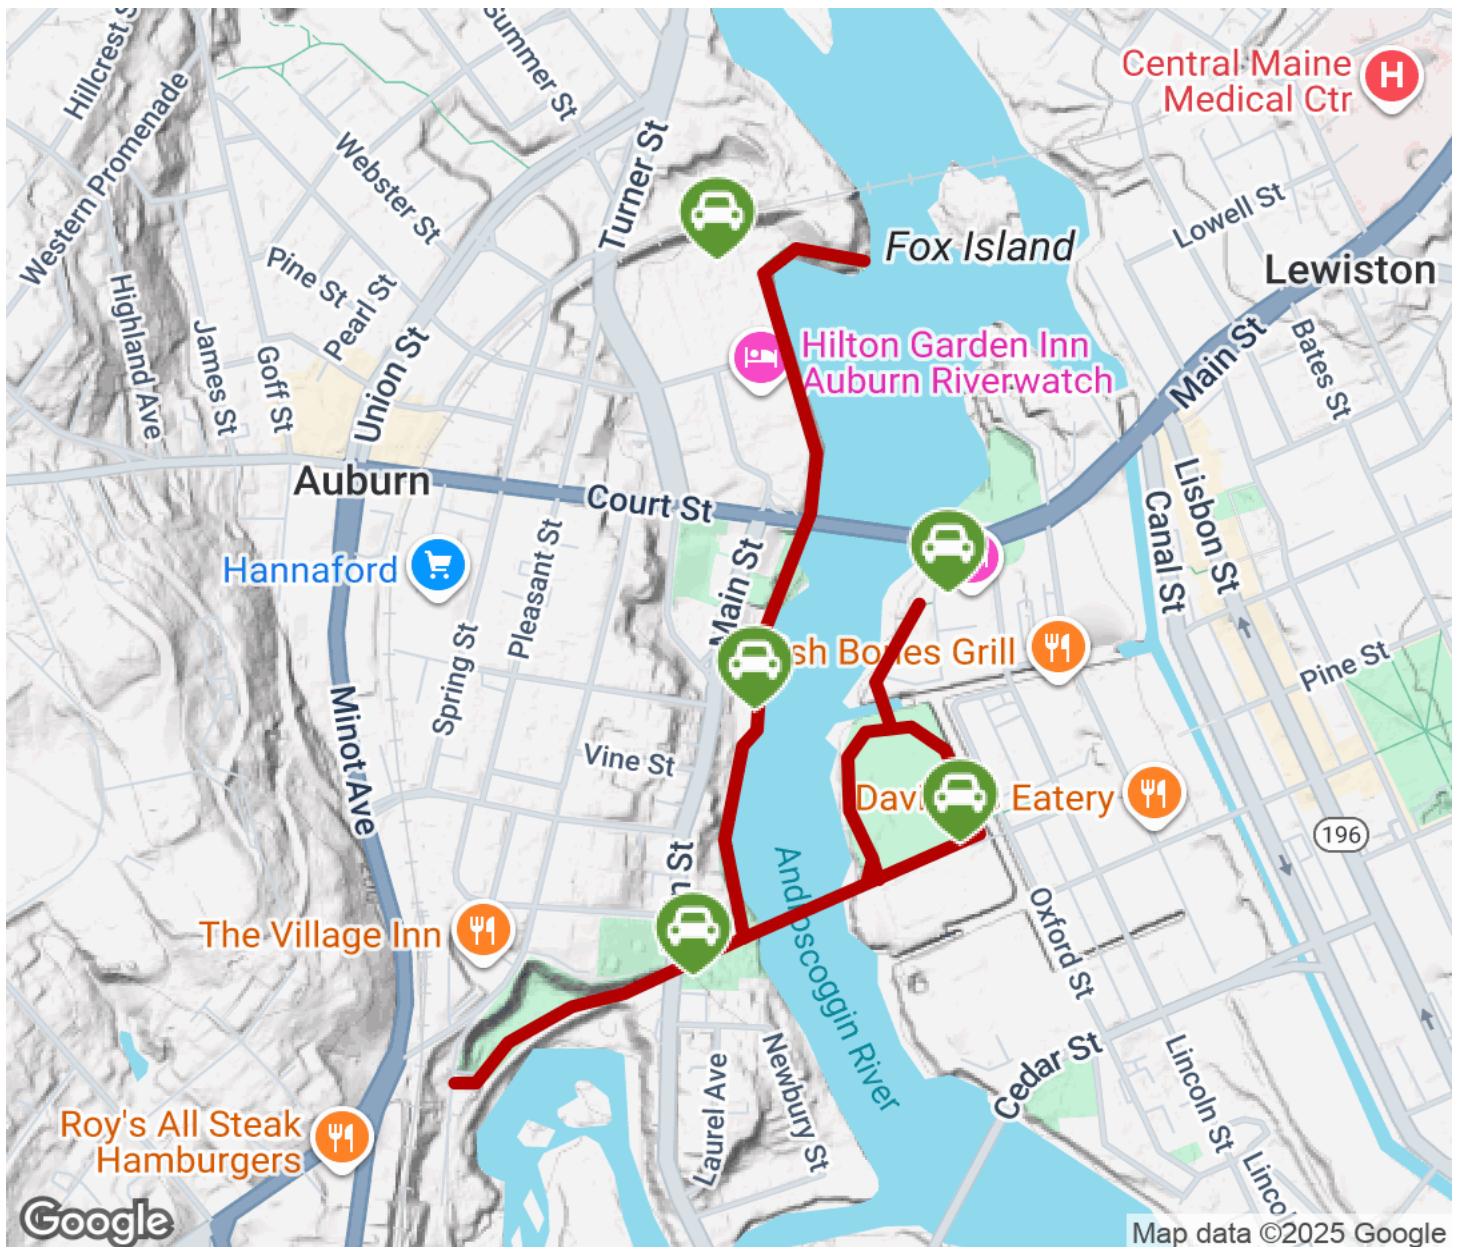 Hillcrest S
Summer St
Central Maine
Medical Ctr
H
Western Promenade
Webster St
Turner St
Lowell St
Fox Island
Lewiston
Pine St
Pearl St
Highland Ave
James St
Goff St
Union St
Hilton Garden Inn
Auburn Riverwatch
Main St
Bates St
Auburn
Court St
Lisbon St
Canal St
Hannaford
Pleasant St
Main St
Spring St
sh Bones Grill
Pine St
Minot Ave
Vine St
Eatery
196
n St
Androscoggin River
Oxford St
The Village Inn
Laurel Ave
Newbury St
Cedar St
Lincoln St
Roy's All Steak
Hamburgers
Lincol
Google
Map data ©2025 Google